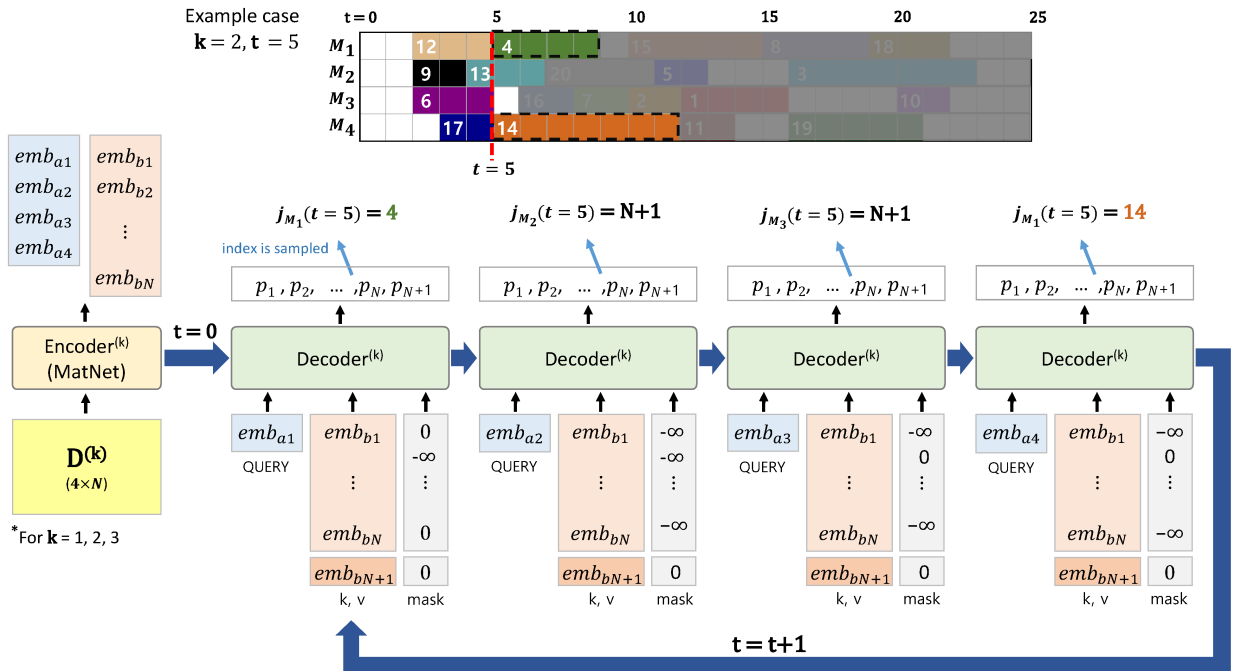 Example case
k = 2, t = 5
t = 0 5 10 15 20 25
M1 12 4 15 8 18
M2 9 13 20 5 3
M3 6 16 7 2 1 10
M4 17 14 11 19
t = 5
emb_a1 emb_b1
emb_a2 emb_b2
emb_a3 ⋮
emb_a4
emb_bN
j_M1(t = 5) = 4 j_M2(t = 5) = N+1 j_M3(t = 5) = N+1 j_M1(t = 5) = 14
index is sampled
p1 , p2, ... ,pN, pN+1 p1 , p2, ... ,pN, pN+1 p1 , p2, ... ,pN, pN+1 p1 , p2, ... ,pN, pN+1
t = 0
Encoder(k)
(MatNet)
Decoder(k) Decoder(k) Decoder(k) Decoder(k)
D(k)
(4×N)
*For k = 1, 2, 3
emb_a1 emb_b1 0 emb_a2 emb_b1 -∞ emb_a3 emb_b1 -∞ emb_a4 emb_b1 -∞
QUERY -∞ QUERY -∞ QUERY 0 QUERY 0
⋮ ⋮ ⋮ ⋮ ⋮ ⋮ ⋮ ⋮
emb_bN 0 emb_bN -∞ emb_bN -∞ emb_bN -∞
emb_bN+1 0 emb_bN+1 0 emb_bN+1 0 emb_bN+1 0
k, v mask k, v mask k, v mask k, v mask
t = t+1